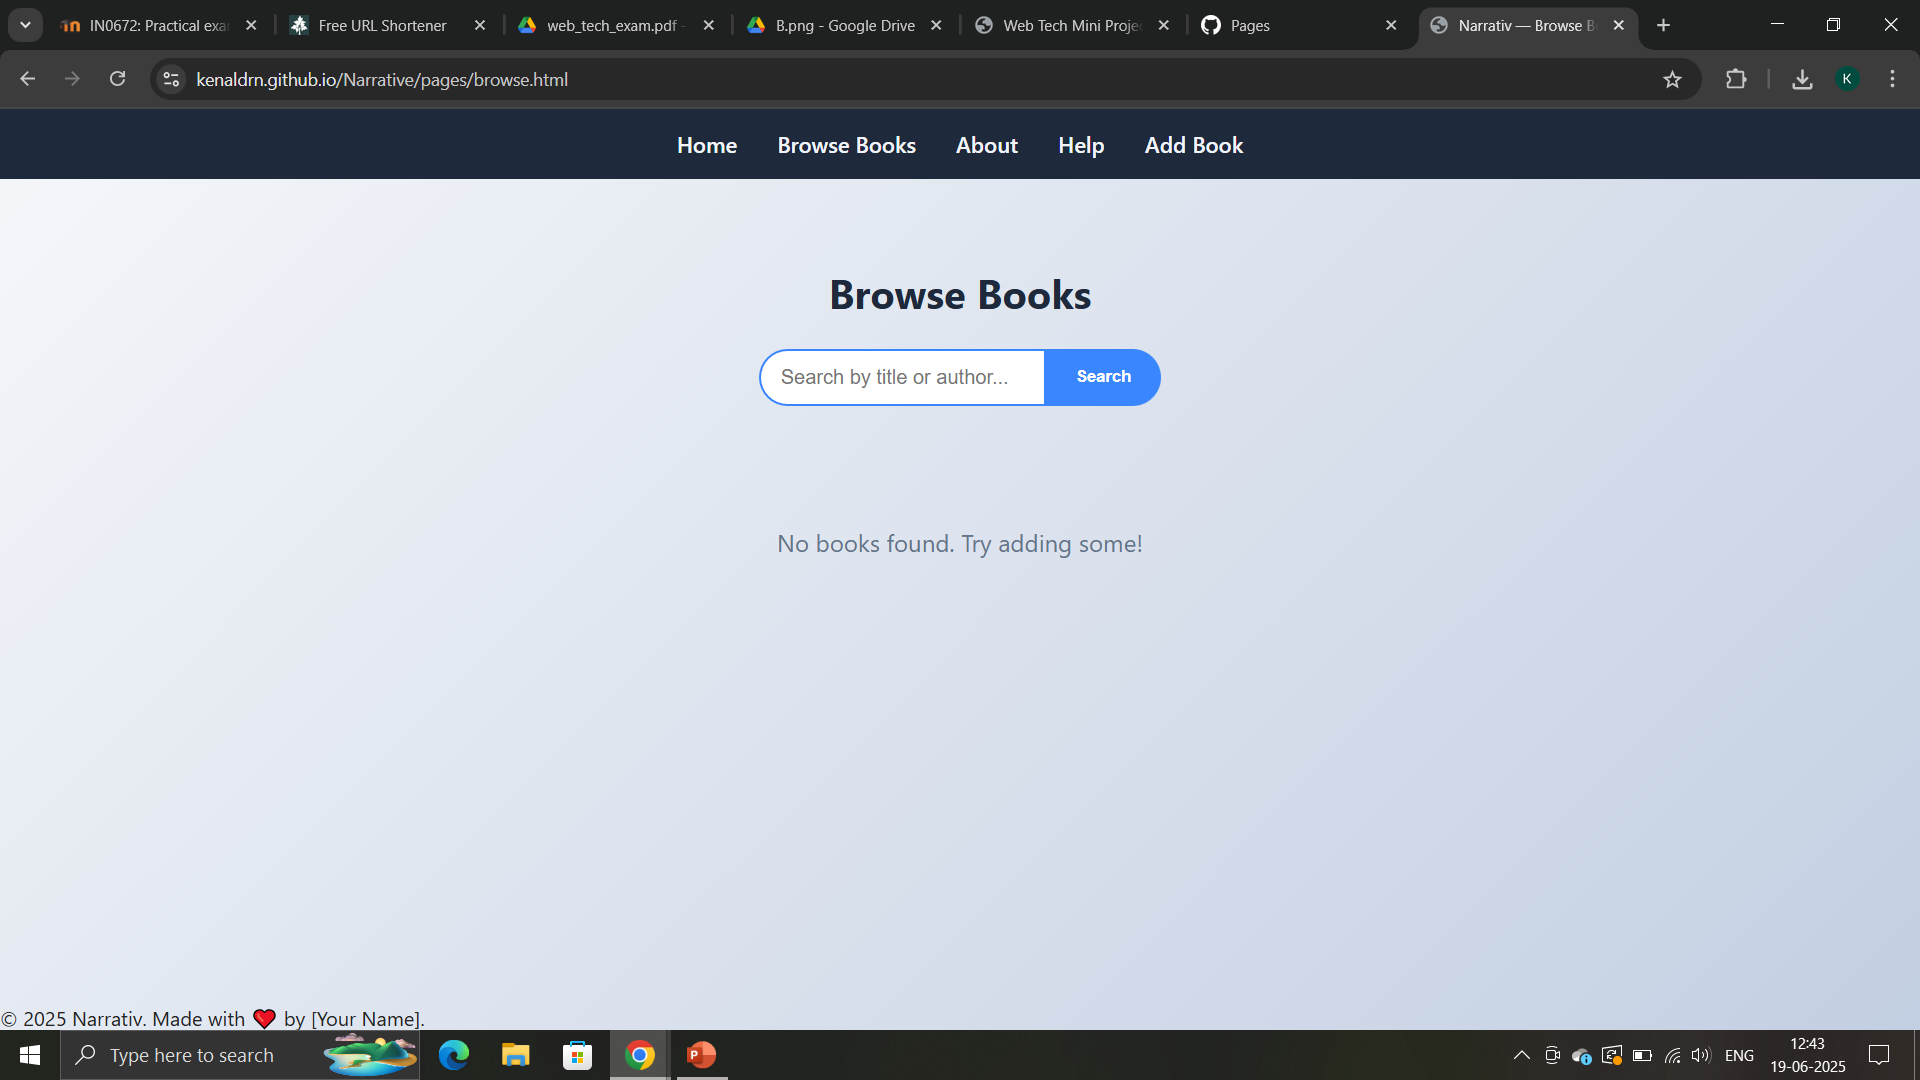 IN0672: Practical exa
Free URL Shortener
web_tech_exam.pdf -
B.png - Google Drive
Web Tech Mini Proje
Pages
Narrativ — Browse B
kenaldrn.github.io/Narrative/pages/browse.html
K
Home
Browse Books
About
Help
Add Book
Browse Books
Search by title or author...
Search
No books found. Try adding some!
© 2025 Narrativ. Made with ❤️ by [Your Name].
Type here to search
P
ENG
12:43
19-06-2025